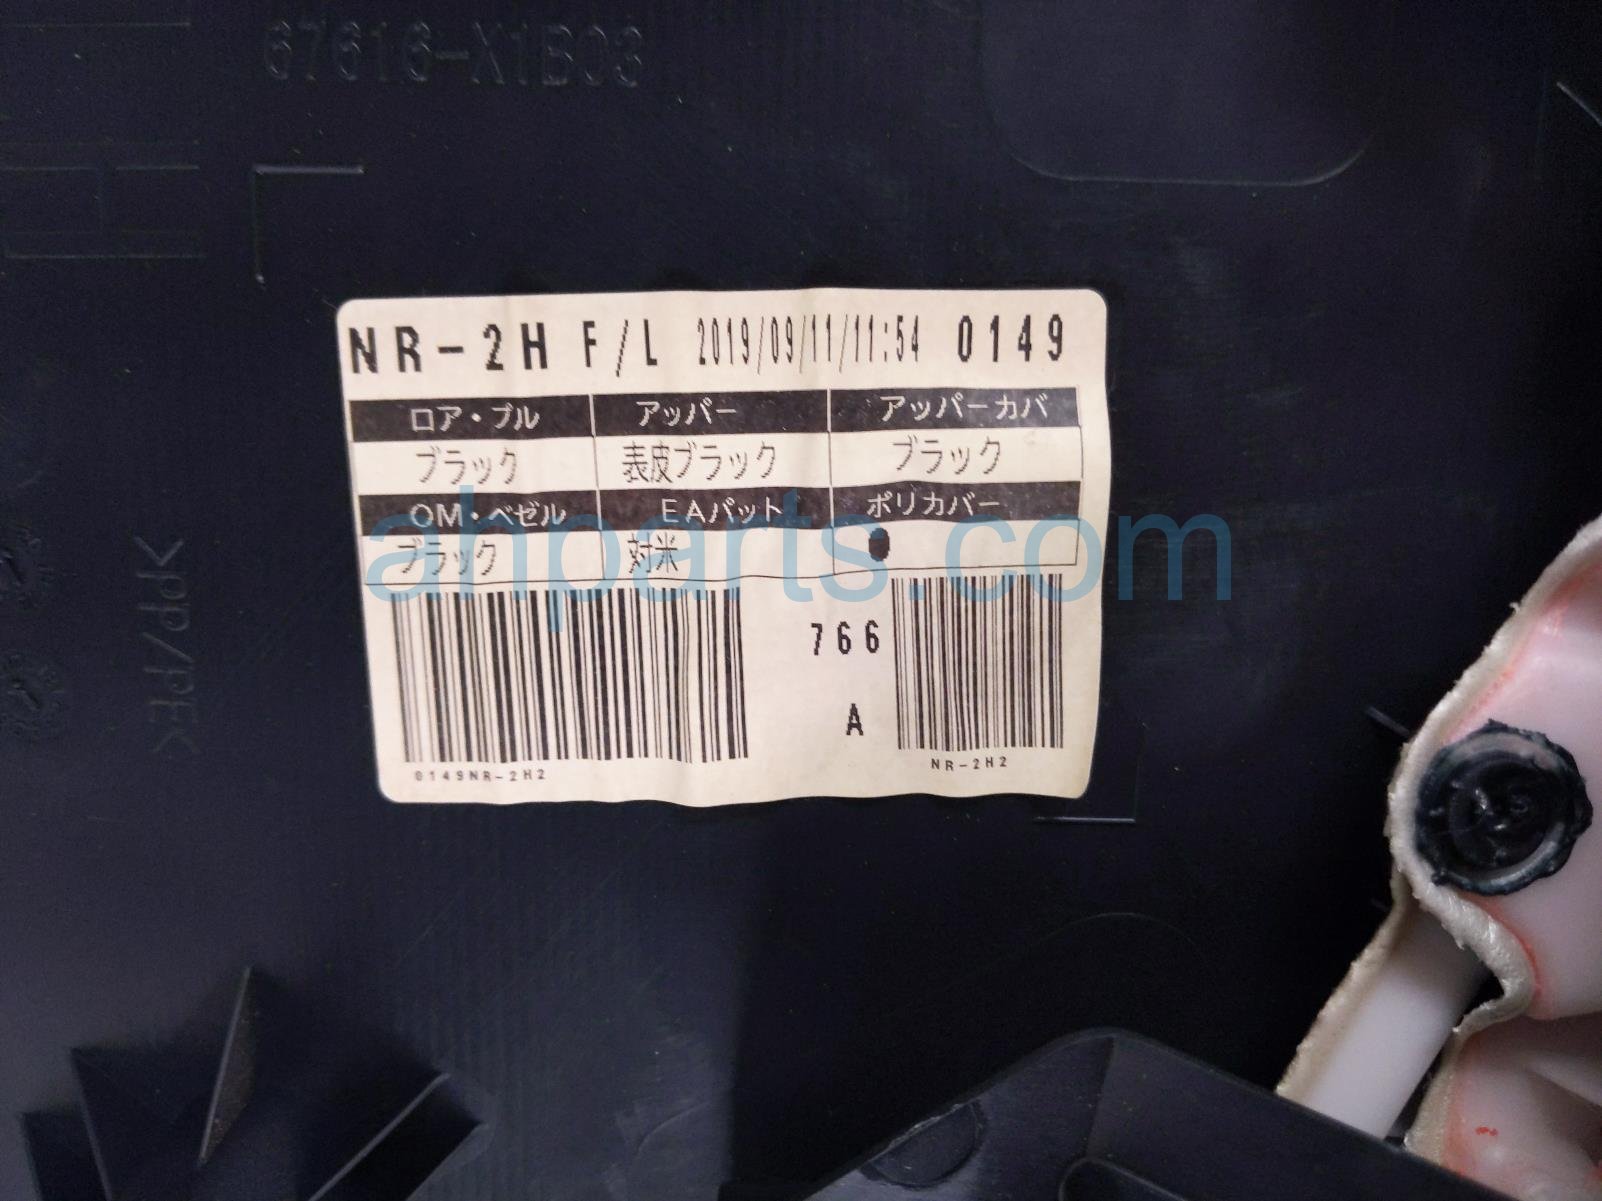 67616-X1B03
NR-2H F/L 2019/09/11/11:54 0149
ロア・プル アッパー アッパーカバ
ブラック 表皮ブラック ブラック
OM・ベゼル EAパット ポリカバー
ブラック 対米 ●
766
A
0149NR-2H2
NR-2H2
>PP/PE<
ahparts.com